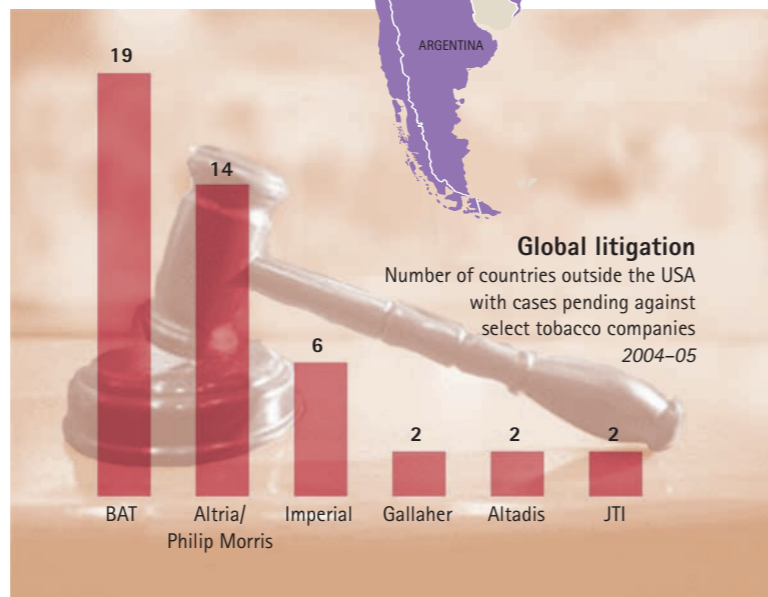 ARGENTINA
Global litigation
Number of countries outside the USA
with cases pending against
select tobacco companies
2004–05
19
14
6
2
2
2
BAT
Altria/
Philip Morris
Imperial
Gallaher
Altadis
JTI